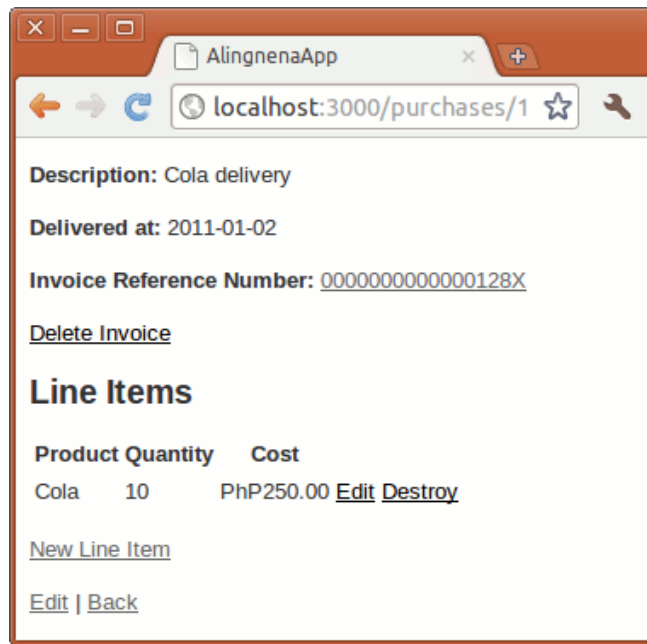 AlingnenaApp
localhost:3000/purchases/1
Description: Cola delivery
Delivered at: 2011-01-02
Invoice Reference Number: 0000000000000128X
Delete Invoice
Line Items
Product Quantity Cost
Cola 10 PhP250.00 Edit Destroy
New Line Item
Edit | Back